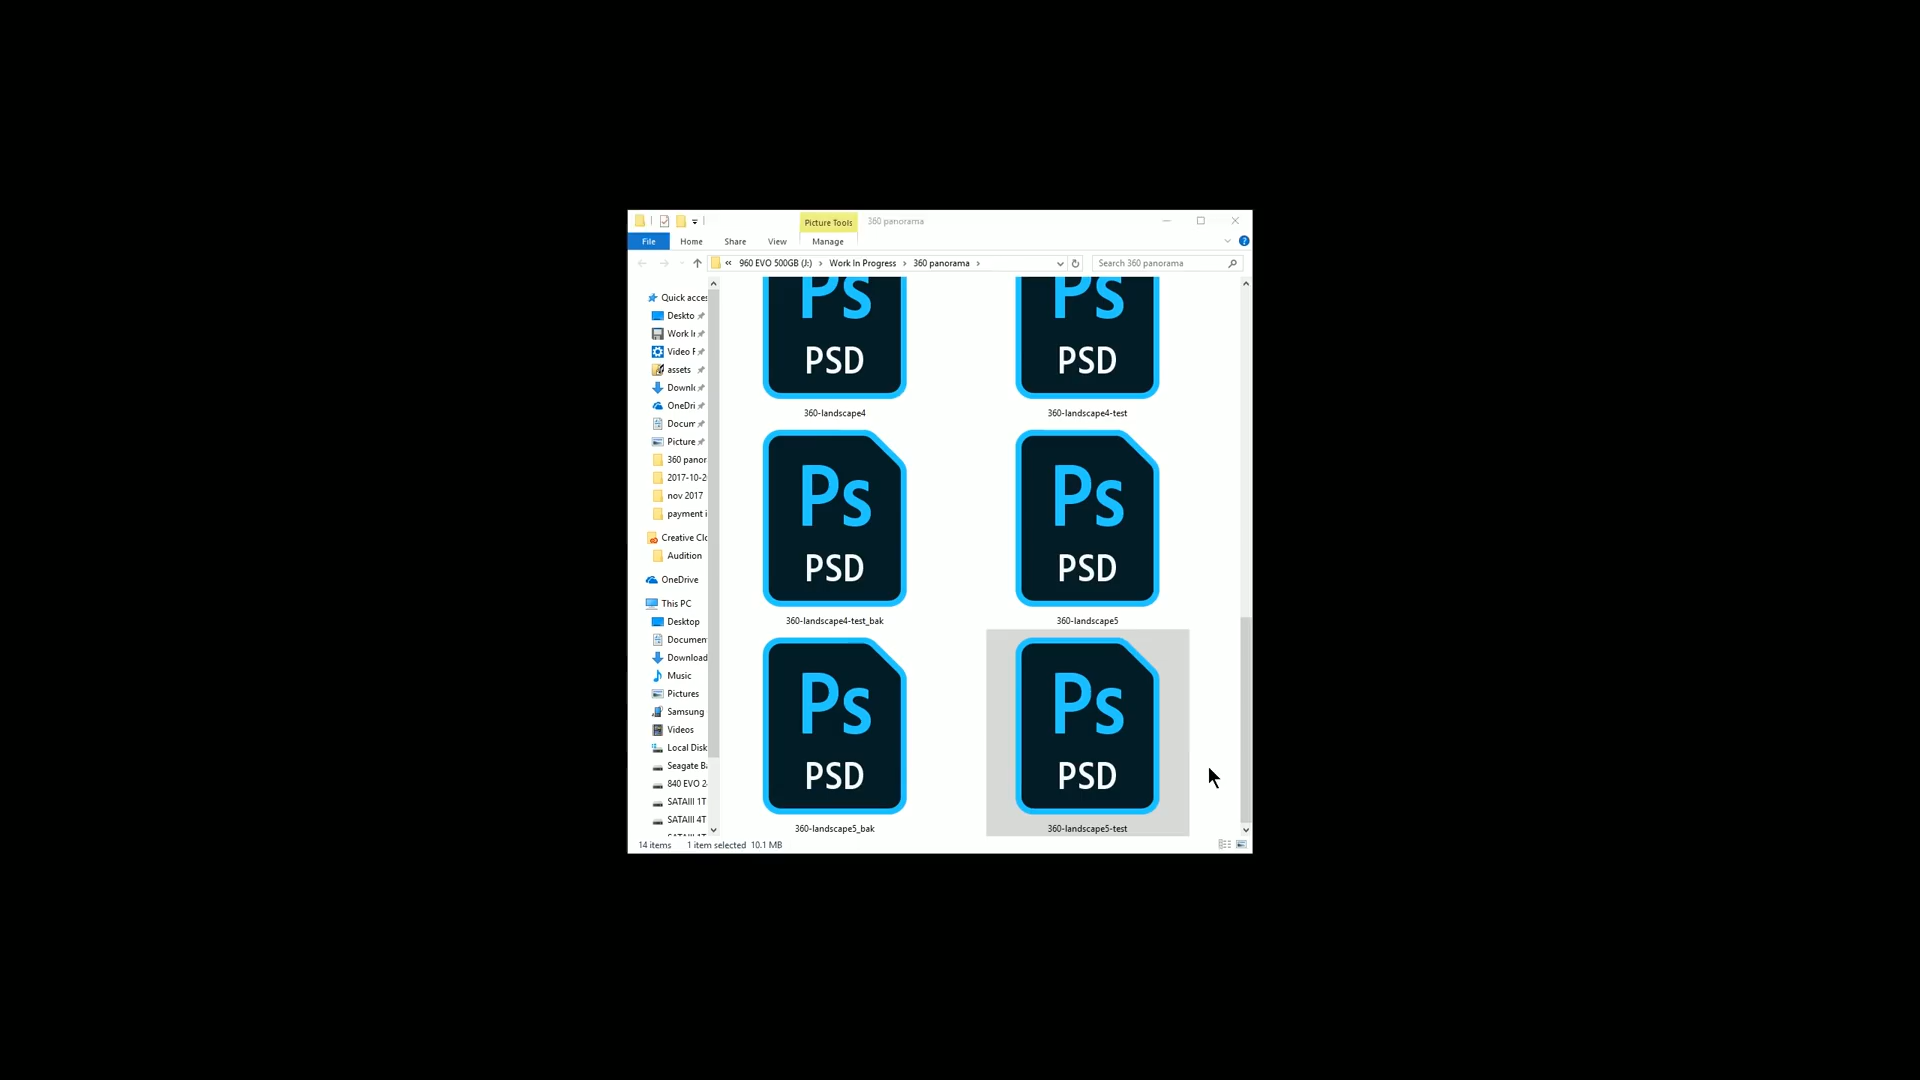 Picture Tools
360 panorama
File
Home
Share
View
Manage
« 960 EVO 500GB (J:) › Work In Progress › 360 panorama ›
Search 360 panorama
Quick acces
Deskto
Work Ir
Video F
assets
Downlo
OneDri
Docum
Picture
360 panor
2017-10-2
nov 2017
payment i
Creative Clo
Audition
OneDrive
This PC
Desktop
Documen
Download
Music
Pictures
Samsung
Videos
Local Disk
Seagate B
840 EVO 2
SATAIII 1T
SATAIII 4T
Ps
PSD
360-landscape4
Ps
PSD
360-landscape4-test
Ps
PSD
360-landscape4-test_bak
Ps
PSD
360-landscape5
Ps
PSD
360-landscape5_bak
Ps
PSD
360-landscape5-test
14 items
1 item selected 10.1 MB